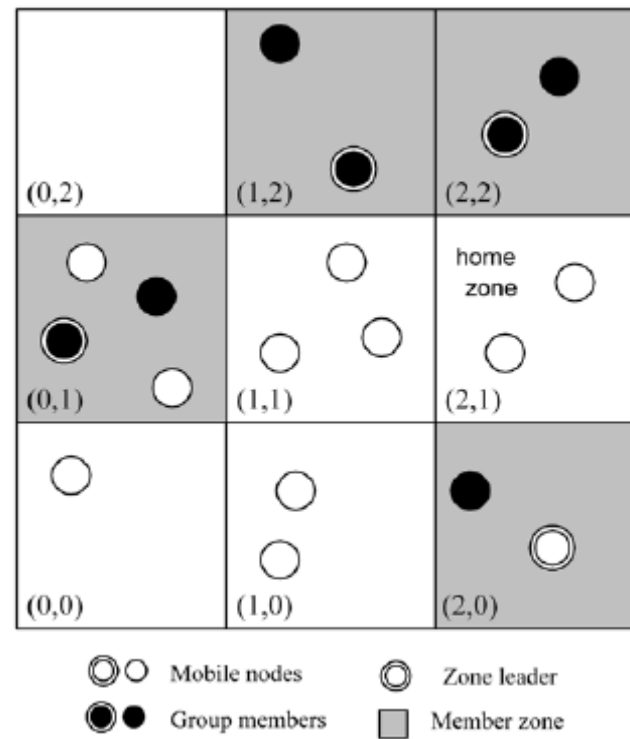 (0,2)
(1,2)
(2,2)
home
zone
(0,1)
(1,1)
(2,1)
(0,0)
(1,0)
(2,0)
Mobile nodes
Zone leader
Group members
Member zone